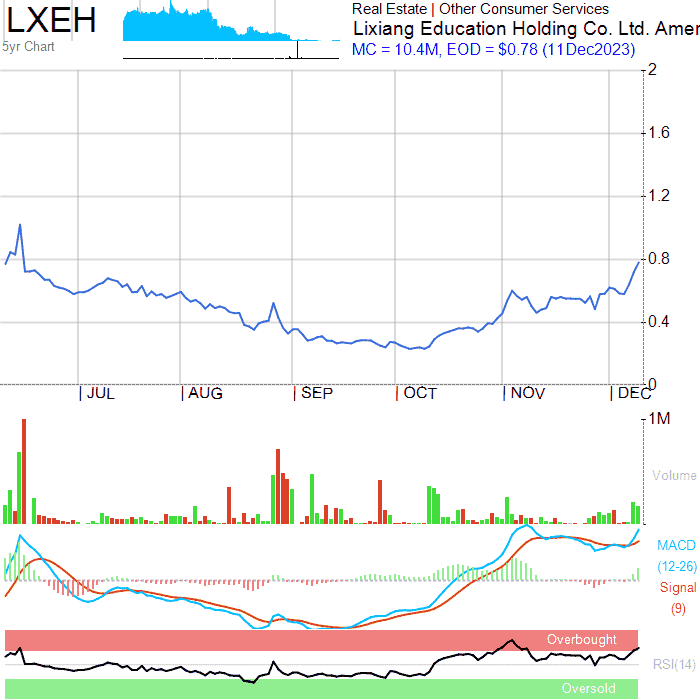 LXEH
5yr Chart
Real Estate | Other Consumer Services
Lixiang Education Holding Co. Ltd. Amer
MC = 10.4M, EOD = $0.78 (11Dec2023)
2
1.6
1.2
0.8
0.4
0
| JUL | AUG | SEP | OCT | NOV | DEC
1M
Volume
MACD
(12-26)
Signal
(9)
Overbought
RSI(14)
Oversold